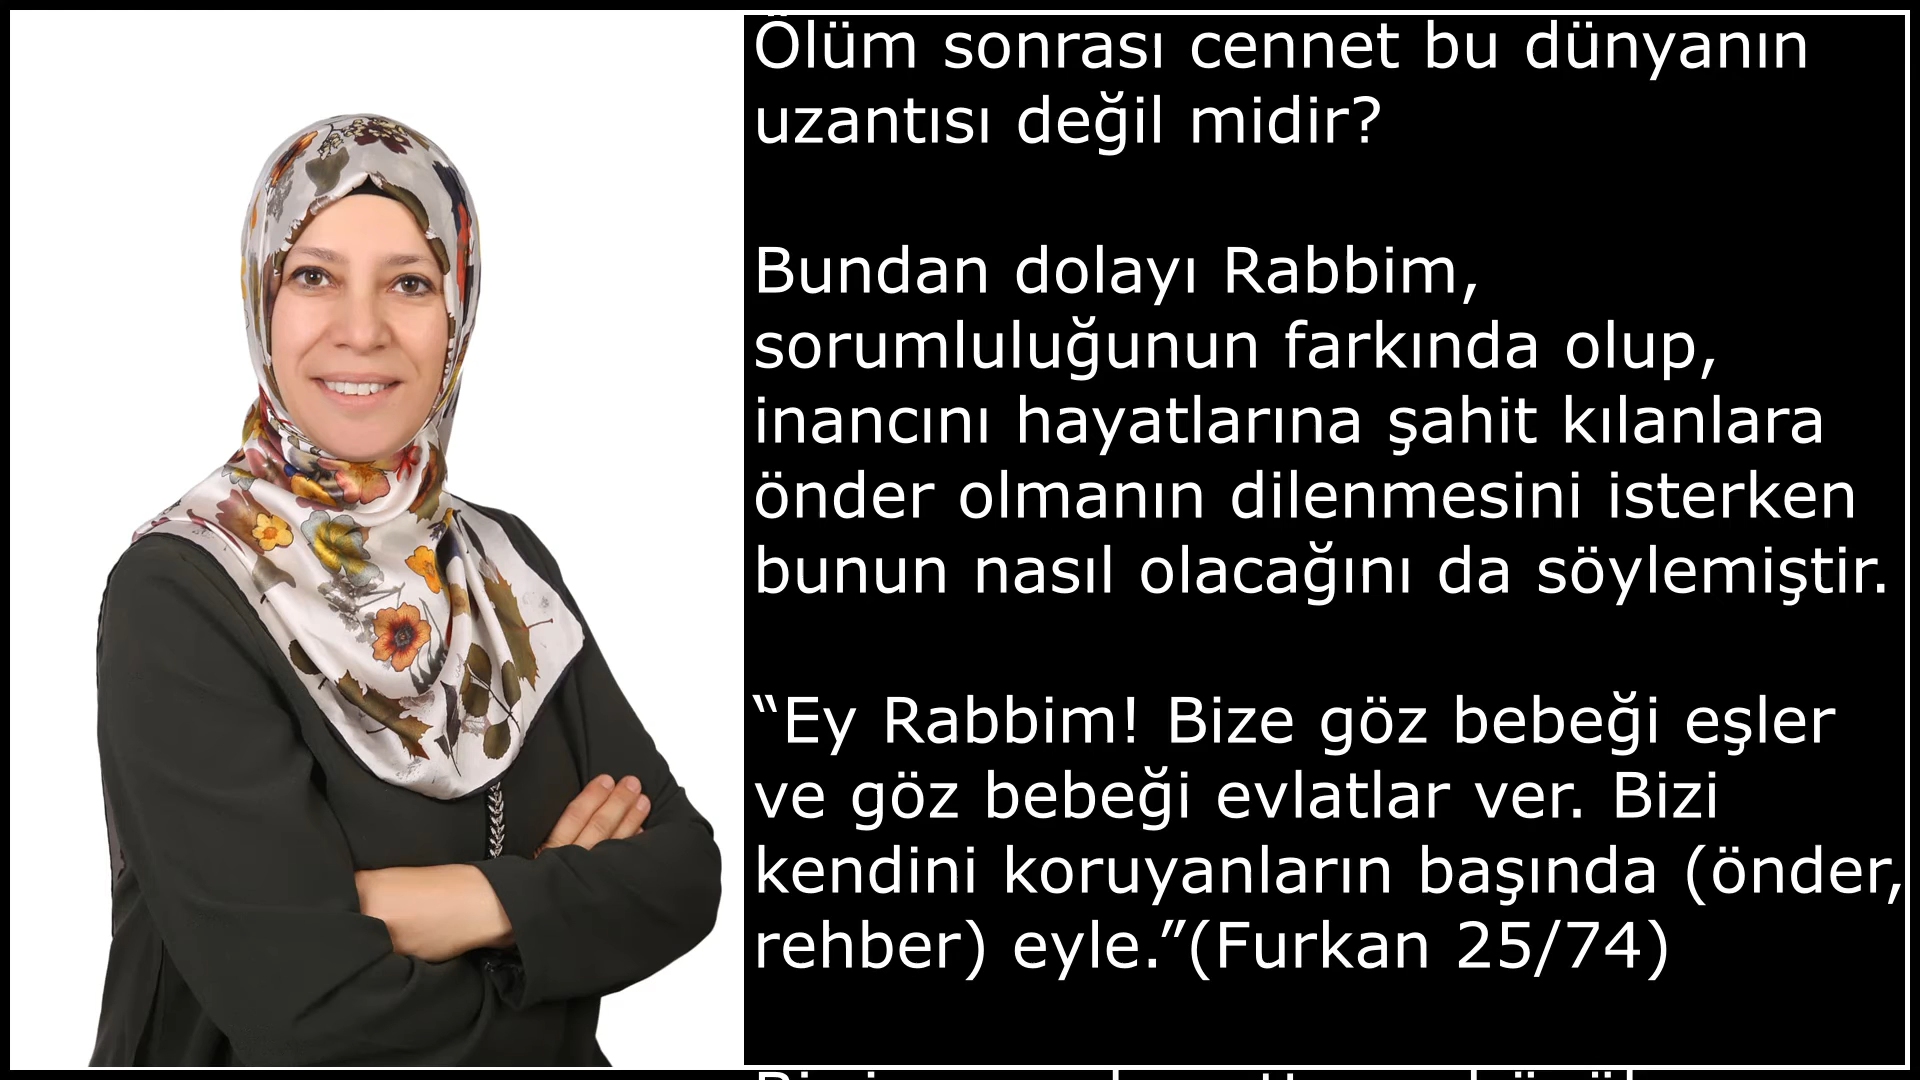 Ölüm sonrası cennet bu dünyanın
uzantısı değil midir?
Bundan dolayı Rabbim,
sorumluluğunun farkında olup,
inancını hayatlarına şahit kılanlara
önder olmanın dilenmesini isterken
bunun nasıl olacağını da söylemiştir.
“Ey Rabbim! Bize göz bebeği eşler
ve göz bebeği evlatlar ver. Bizi
kendini koruyanların başında (önder,
rehber) eyle.”(Furkan 25/74)